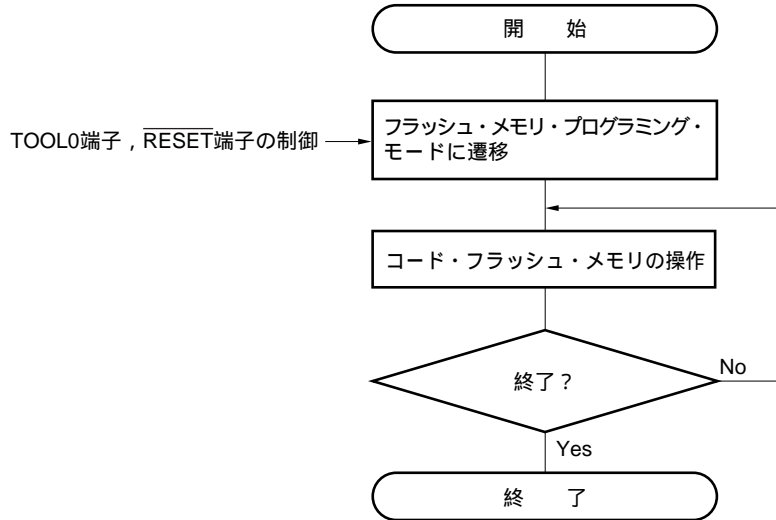 開　　始
TOOL0端子，RESET端子の制御
フラッシュ・メモリ・プログラミング・
モードに遷移
コード・フラッシュ・メモリの操作
終了？
No
Yes
終　　了